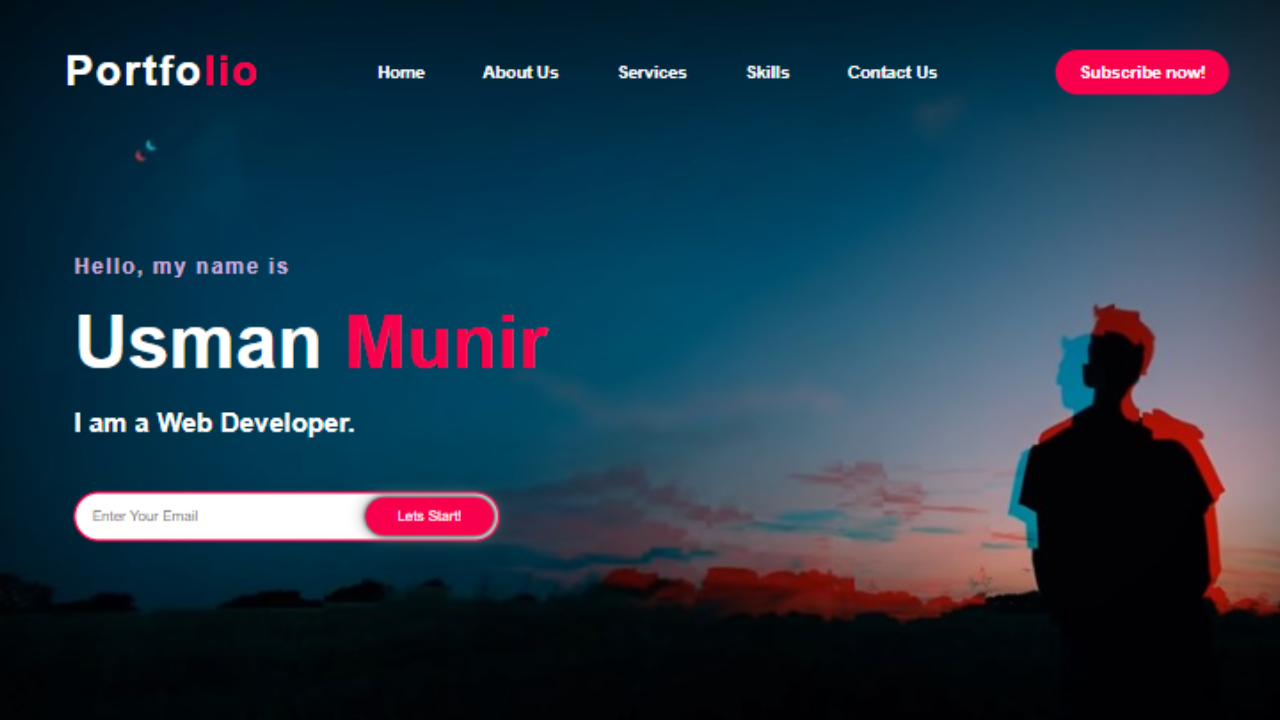 Portfolio
Home About Us Services Skills Contact Us Subscribe now!
Hello, my name is
Usman Munir
I am a Web Developer.
Enter Your Email Lets Start!